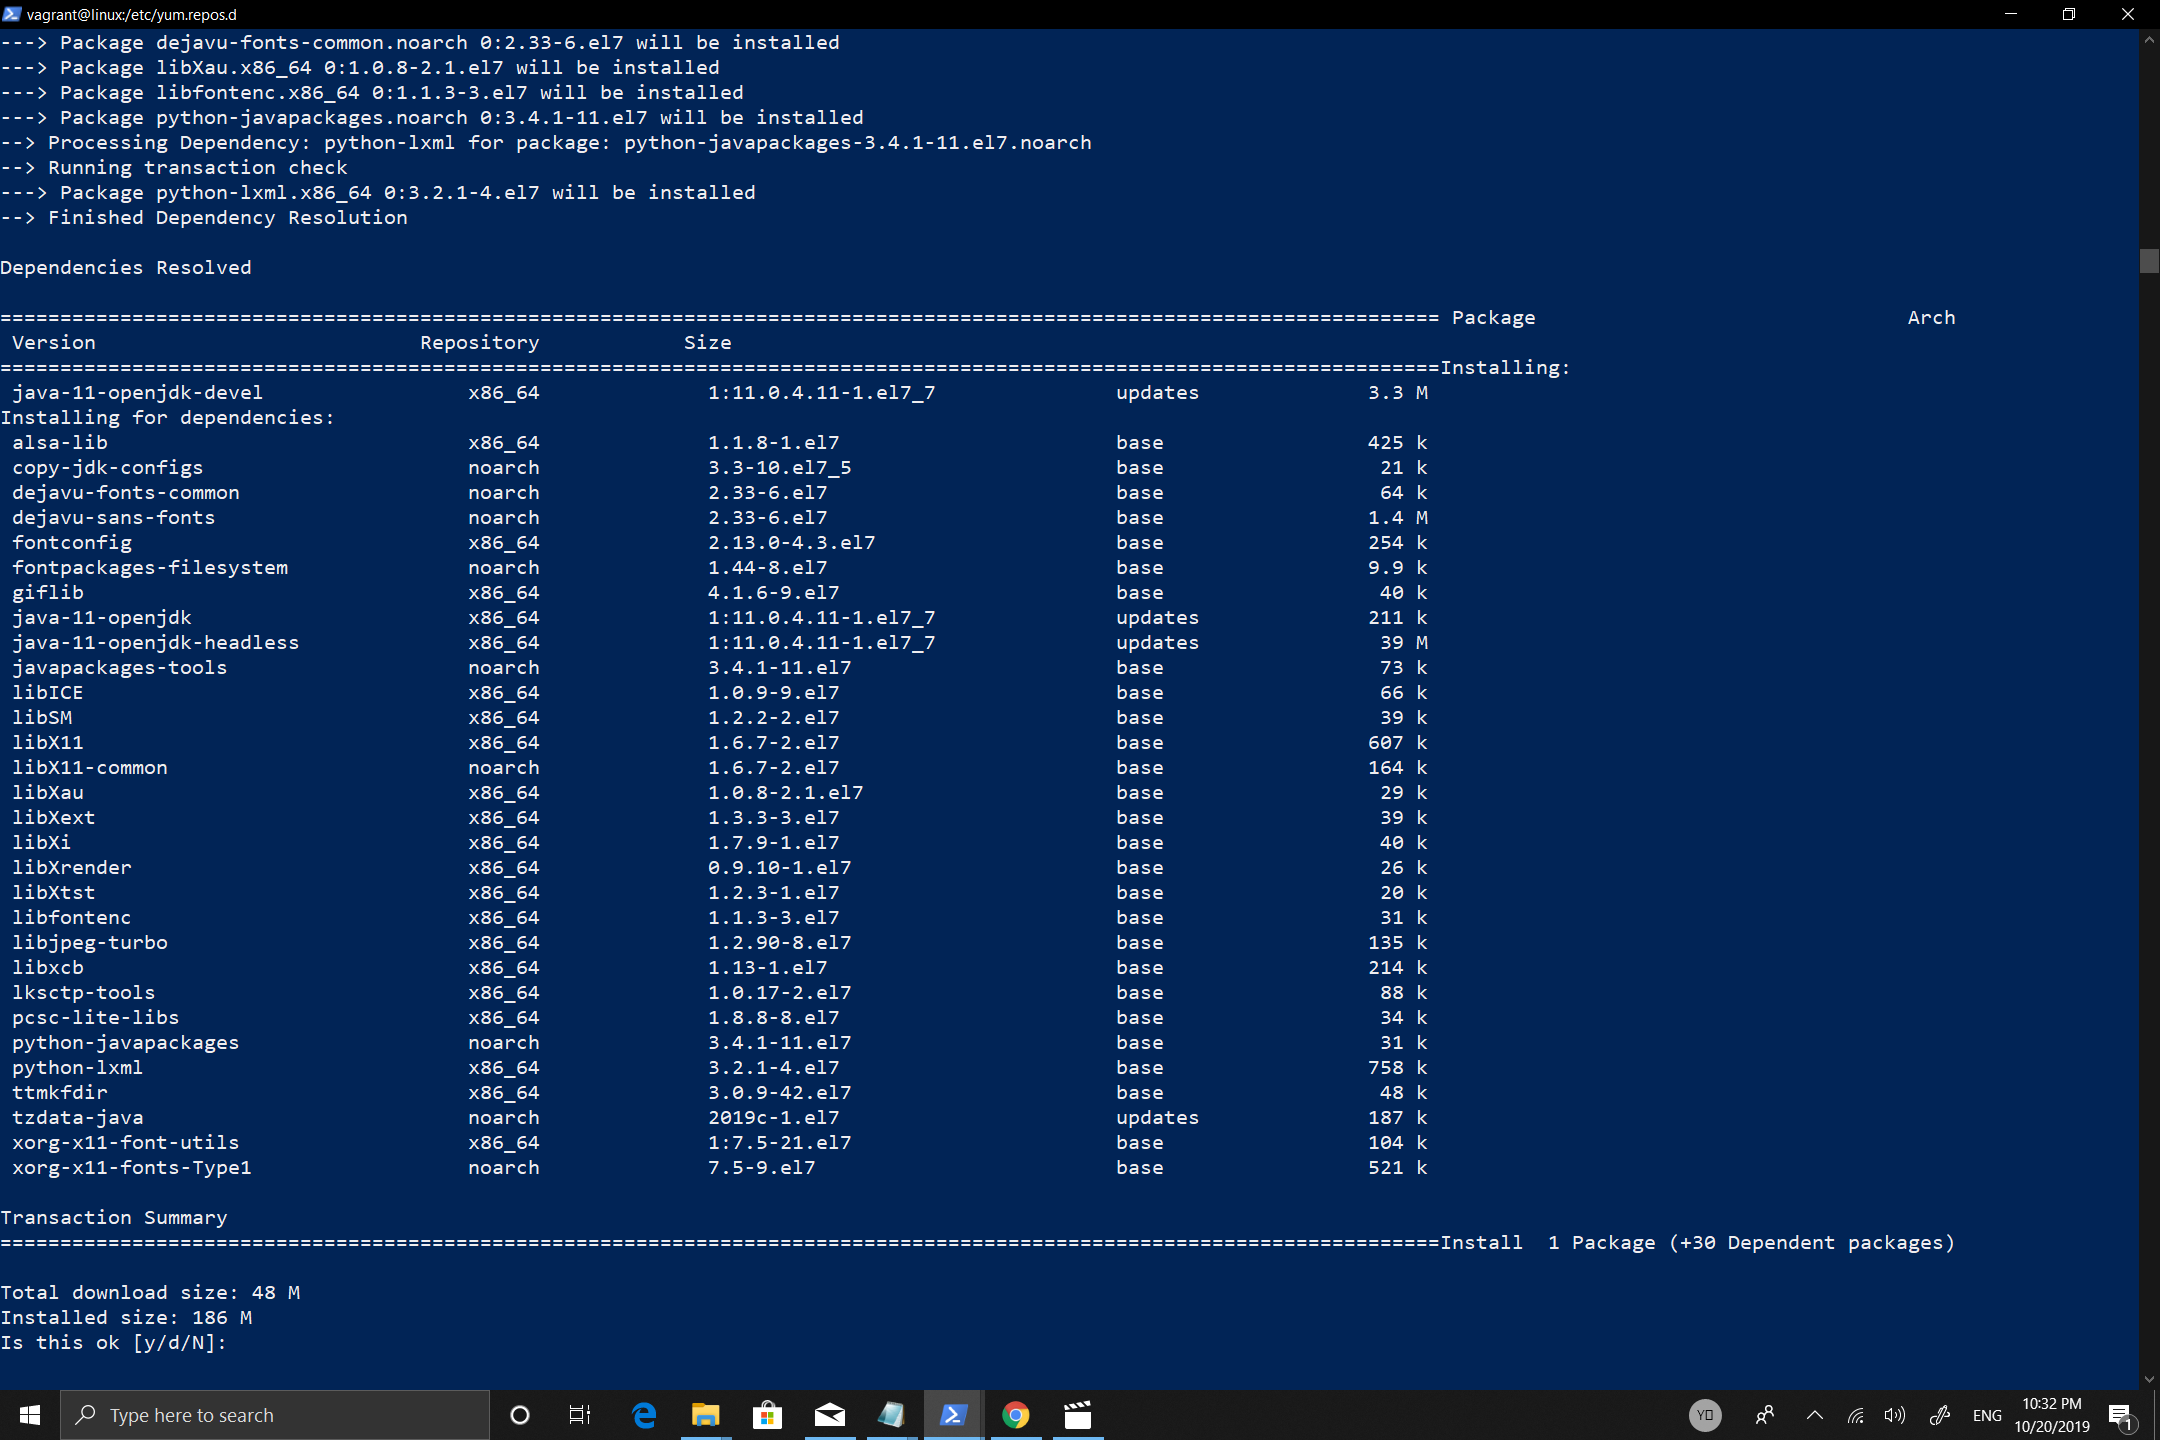 vagrant@linux:/etc/yum.repos.d
---> Package dejavu-fonts-common.noarch 0:2.33-6.el7 will be installed
---> Package libXau.x86_64 0:1.0.8-2.1.el7 will be installed
---> Package libfontenc.x86_64 0:1.1.3-3.el7 will be installed
---> Package python-javapackages.noarch 0:3.4.1-11.el7 will be installed
--> Processing Dependency: python-lxml for package: python-javapackages-3.4.1-11.el7.noarch
--> Running transaction check
---> Package python-lxml.x86_64 0:3.2.1-4.el7 will be installed
--> Finished Dependency Resolution
Dependencies Resolved
======================================================================================================================== Package                               Arch
 Version                           Repository            Size
========================================================================================================================Installing:
 java-11-openjdk-devel                 x86_64              1:11.0.4.11-1.el7_7               updates              3.3 M
Installing for dependencies:
 alsa-lib                              x86_64              1.1.8-1.el7                       base                 425 k
 copy-jdk-configs                      noarch              3.3-10.el7_5                      base                  21 k
 dejavu-fonts-common                   noarch              2.33-6.el7                        base                  64 k
 dejavu-sans-fonts                     noarch              2.33-6.el7                        base                 1.4 M
 fontconfig                            x86_64              2.13.0-4.3.el7                    base                 254 k
 fontpackages-filesystem               noarch              1.44-8.el7                        base                 9.9 k
 giflib                                x86_64              4.1.6-9.el7                       base                  40 k
 java-11-openjdk                       x86_64              1:11.0.4.11-1.el7_7               updates              211 k
 java-11-openjdk-headless              x86_64              1:11.0.4.11-1.el7_7               updates               39 M
 javapackages-tools                    noarch              3.4.1-11.el7                      base                  73 k
 libICE                                x86_64              1.0.9-9.el7                       base                  66 k
 libSM                                 x86_64              1.2.2-2.el7                       base                  39 k
 libX11                                x86_64              1.6.7-2.el7                       base                 607 k
 libX11-common                         noarch              1.6.7-2.el7                       base                 164 k
 libXau                                x86_64              1.0.8-2.1.el7                     base                  29 k
 libXext                               x86_64              1.3.3-3.el7                       base                  39 k
 libXi                                 x86_64              1.7.9-1.el7                       base                  40 k
 libXrender                            x86_64              0.9.10-1.el7                      base                  26 k
 libXtst                               x86_64              1.2.3-1.el7                       base                  20 k
 libfontenc                            x86_64              1.1.3-3.el7                       base                  31 k
 libjpeg-turbo                         x86_64              1.2.90-8.el7                      base                 135 k
 libxcb                                x86_64              1.13-1.el7                        base                 214 k
 lksctp-tools                          x86_64              1.0.17-2.el7                      base                  88 k
 pcsc-lite-libs                        x86_64              1.8.8-8.el7                       base                  34 k
 python-javapackages                   noarch              3.4.1-11.el7                      base                  31 k
 python-lxml                           x86_64              3.2.1-4.el7                       base                 758 k
 ttmkfdir                              x86_64              3.0.9-42.el7                      base                  48 k
 tzdata-java                           noarch              2019c-1.el7                       updates              187 k
 xorg-x11-font-utils                   x86_64              1:7.5-21.el7                      base                 104 k
 xorg-x11-fonts-Type1                  noarch              7.5-9.el7                         base                 521 k
Transaction Summary
========================================================================================================================Install  1 Package (+30 Dependent packages)
Total download size: 48 M
Installed size: 186 M
Is this ok [y/d/N]:
Type here to search
ENG
10:32 PM
10/20/2019
1